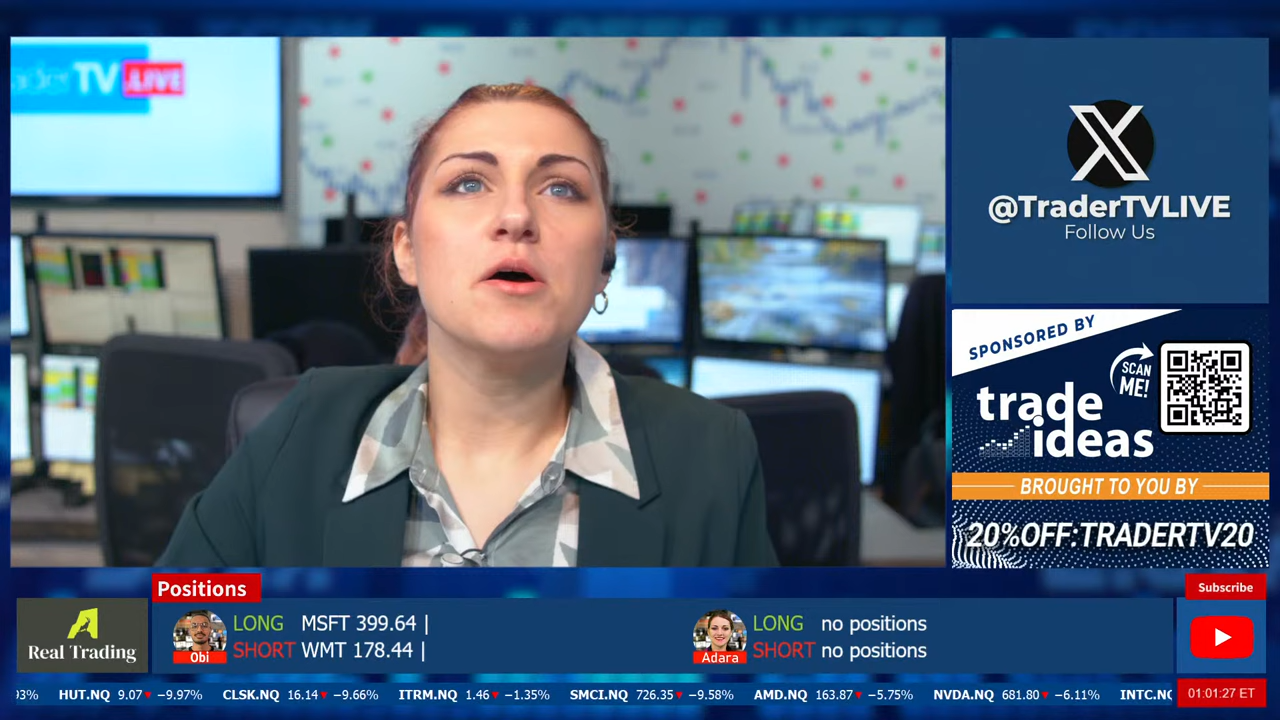 TV .LIVE
@TraderTVLIVE
Follow Us
SPONSORED BY
SCAN
ME!
trade
ideas
BROUGHT TO YOU BY
20%OFF:TRADERTV20
Positions
Subscribe
Real Trading
Obi
LONG MSFT 399.64 |
SHORT WMT 178.44 |
Adara
LONG no positions
SHORT no positions
93% HUT.NQ 9.07▼ −9.97% CLSK.NQ 16.14▼ −9.66% ITRM.NQ 1.46▼ −1.35% SMCI.NQ 726.35▼ −9.58% AMD.NQ 163.87▼ −5.75% NVDA.NQ 681.80▼ −6.11% INTC.NQ
01:01:27 ET